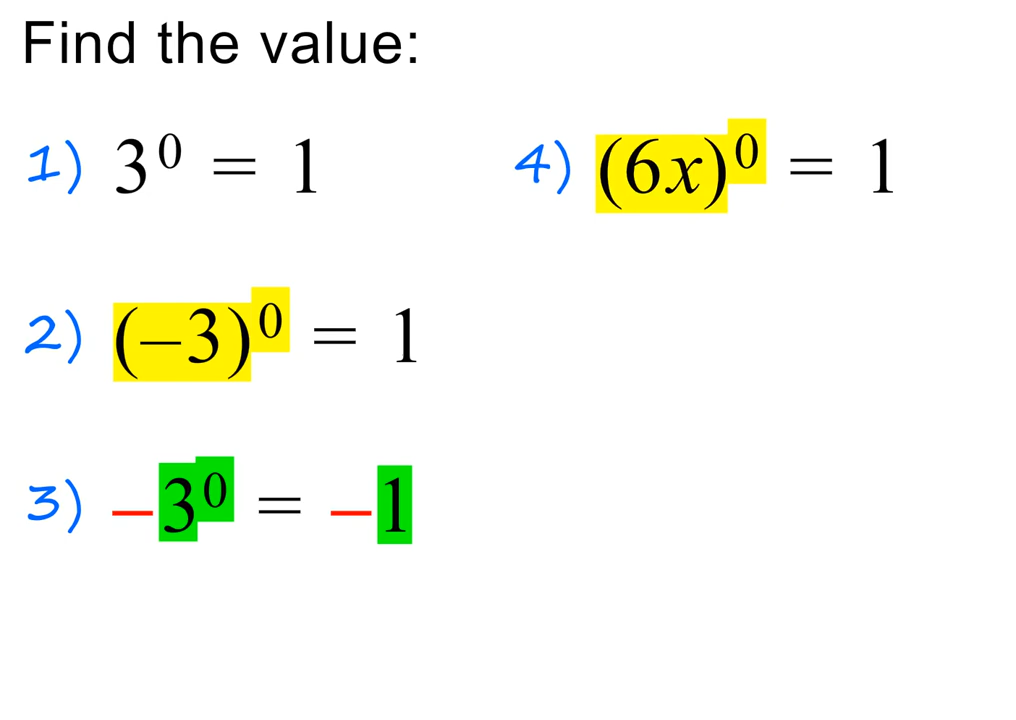 Find the value:
1) 3⁰ = 1
2) (−3)⁰ = 1
3) −3⁰ = −1
4) (6x)⁰ = 1